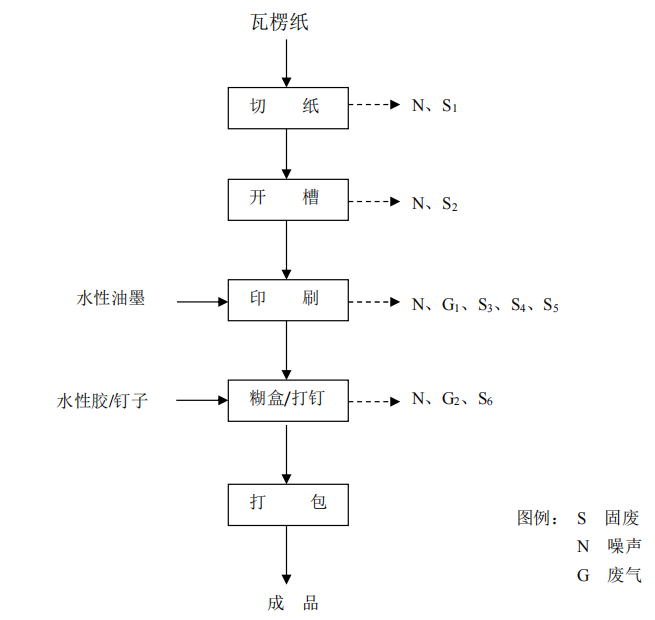 瓦楞纸
切 纸
N、S1
开 槽
N、S2
水性油墨
印 刷
N、G1、S3、S4、S5
水性胶/钉子
糊盒/打钉
N、G2、S6
打 包
成 品
图例： S 固废
N 噪声
G 废气